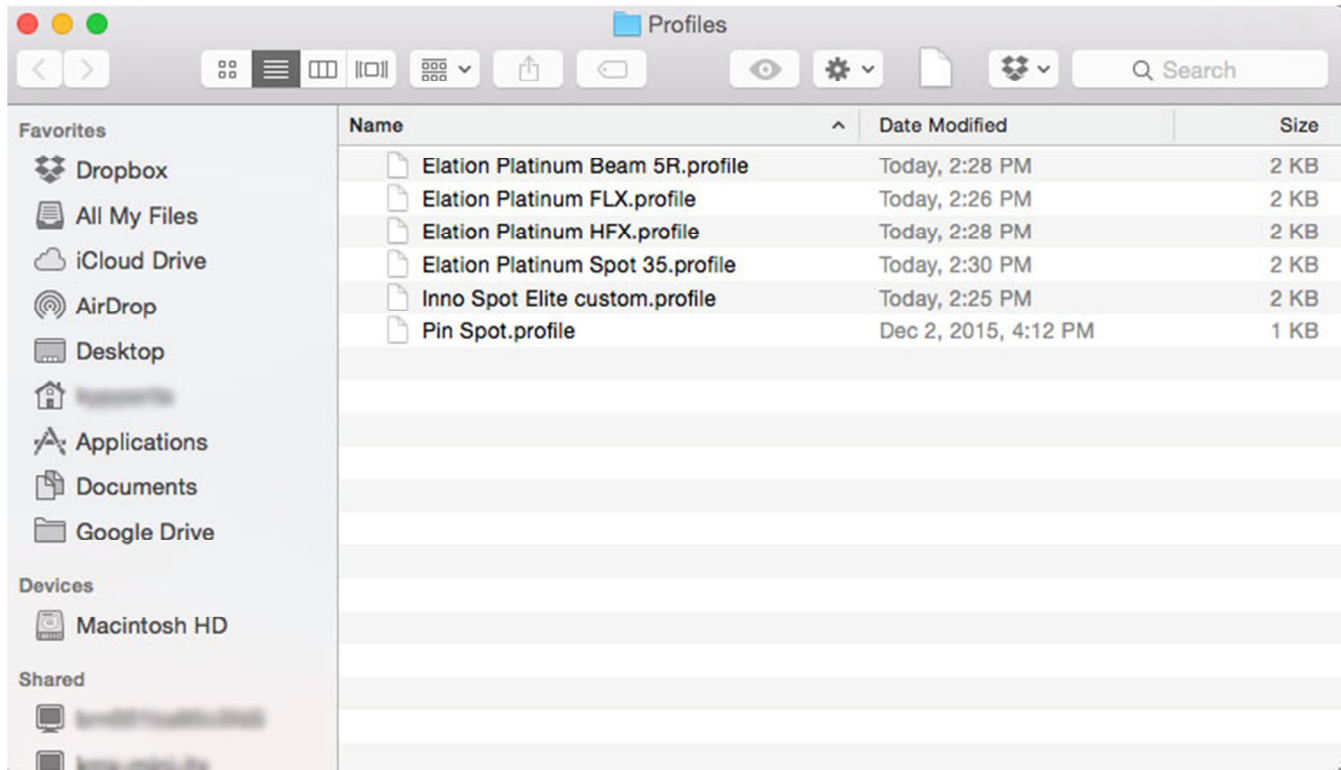 Profiles
Search
Favorites
Dropbox
All My Files
iCloud Drive
AirDrop
Desktop
Applications
Documents
Google Drive
Devices
Macintosh HD
Shared
Name Date Modified Size
Elation Platinum Beam 5R.profile Today, 2:28 PM 2 KB
Elation Platinum FLX.profile Today, 2:26 PM 2 KB
Elation Platinum HFX.profile Today, 2:28 PM 2 KB
Elation Platinum Spot 35.profile Today, 2:30 PM 2 KB
Inno Spot Elite custom.profile Today, 2:25 PM 2 KB
Pin Spot.profile Dec 2, 2015, 4:12 PM 1 KB